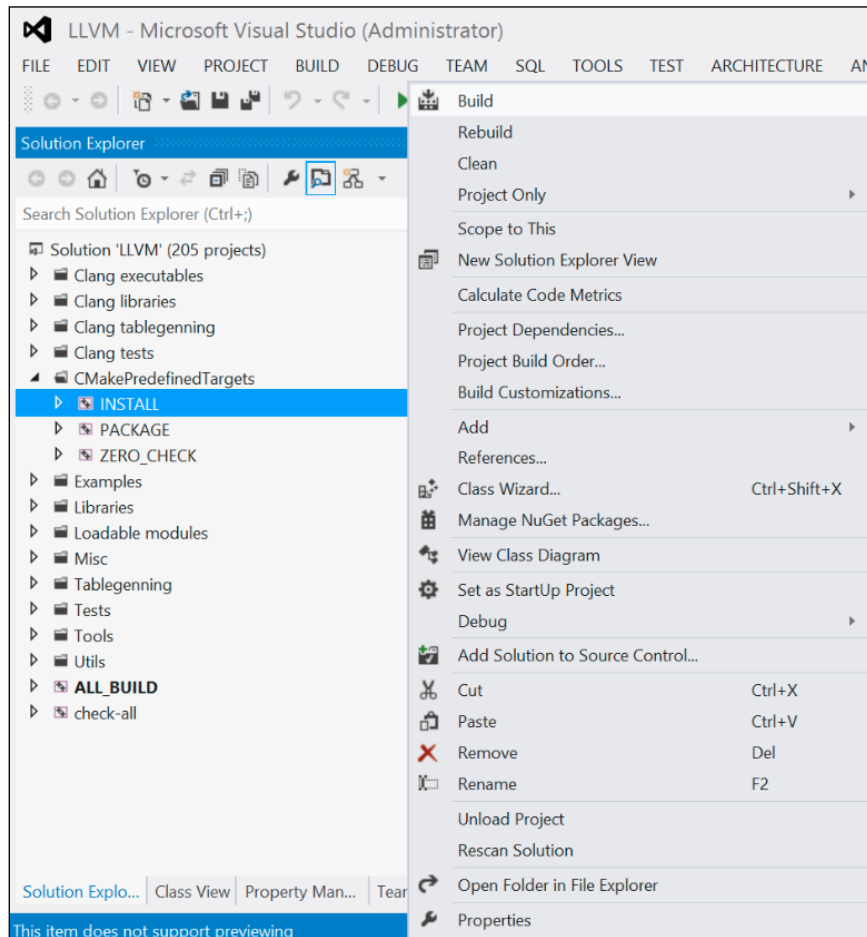 LLVM - Microsoft Visual Studio (Administrator)
FILE EDIT VIEW PROJECT BUILD DEBUG TEAM SQL TOOLS TEST ARCHITECTURE
Solution Explorer
Search Solution Explorer (Ctrl+;)
Solution 'LLVM' (205 projects)
Clang executables
Clang libraries
Clang tablegenning
Clang tests
CMakePredefinedTargets
INSTALL
PACKAGE
ZERO_CHECK
Examples
Libraries
Loadable modules
Misc
Tablegenning
Tests
Tools
Utils
ALL_BUILD
check-all
Solution Explo... Class View Property Man... Tear
This item does not support previewing
Build
Rebuild
Clean
Project Only
Scope to This
New Solution Explorer View
Calculate Code Metrics
Project Dependencies...
Project Build Order...
Build Customizations...
Add
References...
Class Wizard... Ctrl+Shift+X
Manage NuGet Packages...
View Class Diagram
Set as StartUp Project
Debug
Add Solution to Source Control...
Cut Ctrl+X
Paste Ctrl+V
Remove Del
Rename F2
Unload Project
Rescan Solution
Open Folder in File Explorer
Properties